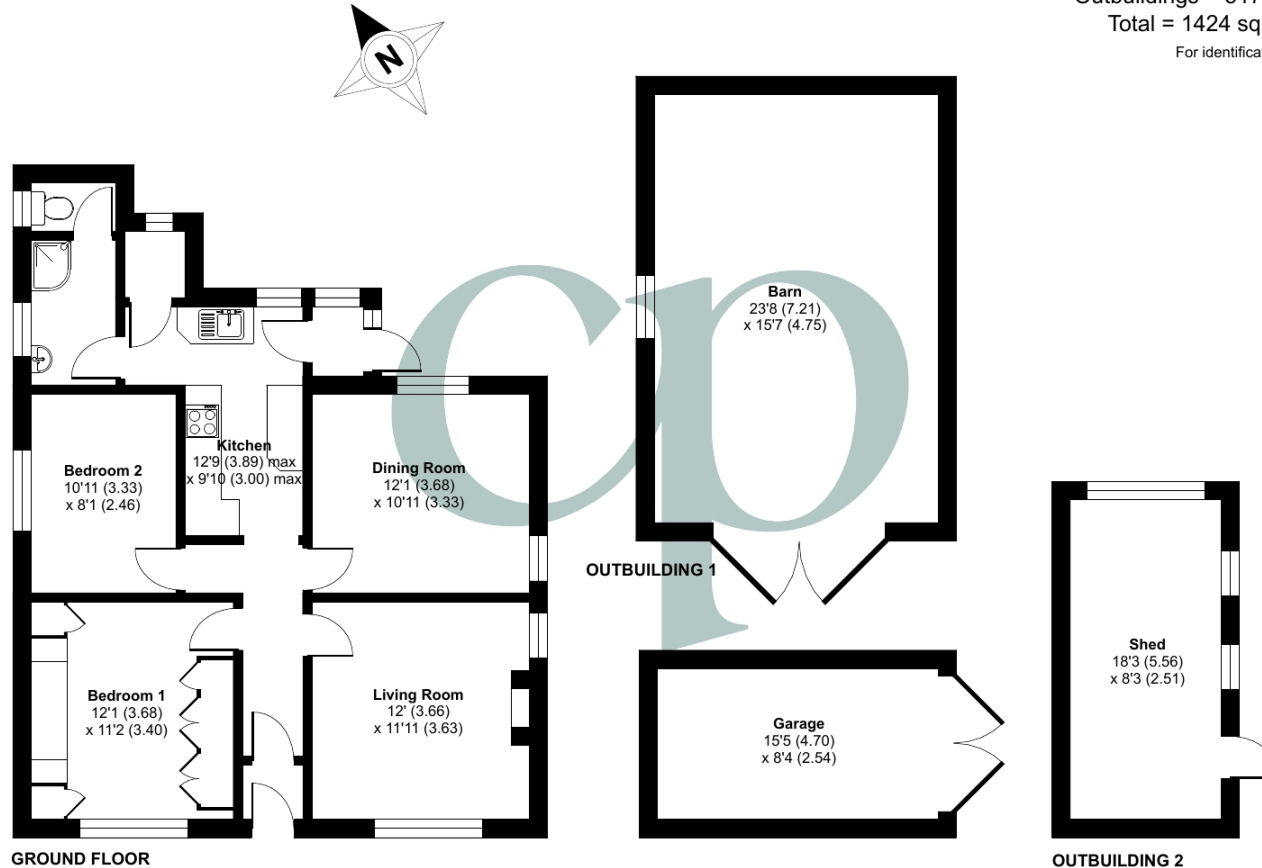 Outbuildings
Total = 1424 sq
For
N
Barn
23'8 (7.21)
x 15'7 (4.75)
Kitchen
12'9 (3.89) max
x 9'10 (3.00) max
Bedroom 2
10'11 (3.33)
x 8'1 (2.46)
Dining Room
12'1 (3.68)
x 10'11 (3.33)
OUTBUILDING 1
Shed
18'3 (5.56)
x 8'3 (2.51)
Bedroom 1
12'1 (3.68)
x 11'2 (3.40)
Living Room
12' (3.66)
x 11'11 (3.63)
Garage
15'5 (4.70)
x 8'4 (2.54)
GROUND FLOOR
OUTBUILDING 2
cp